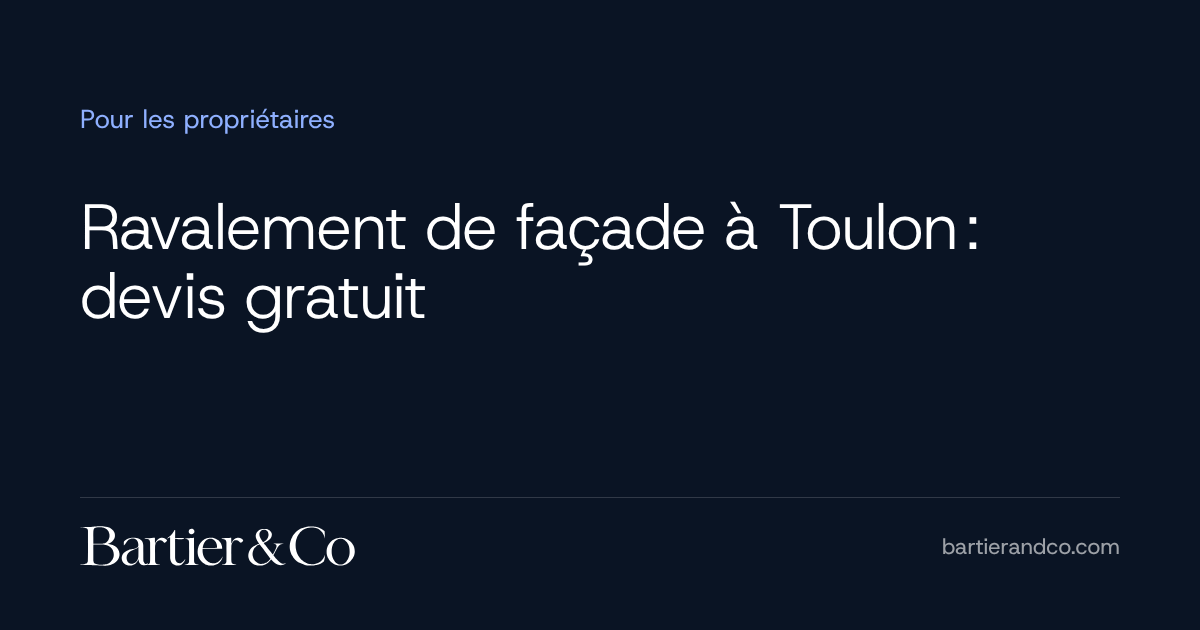 Pour les propriétaires
Ravalement de façade à Toulon :
devis gratuit
Bartier & Co
bartierandco.com